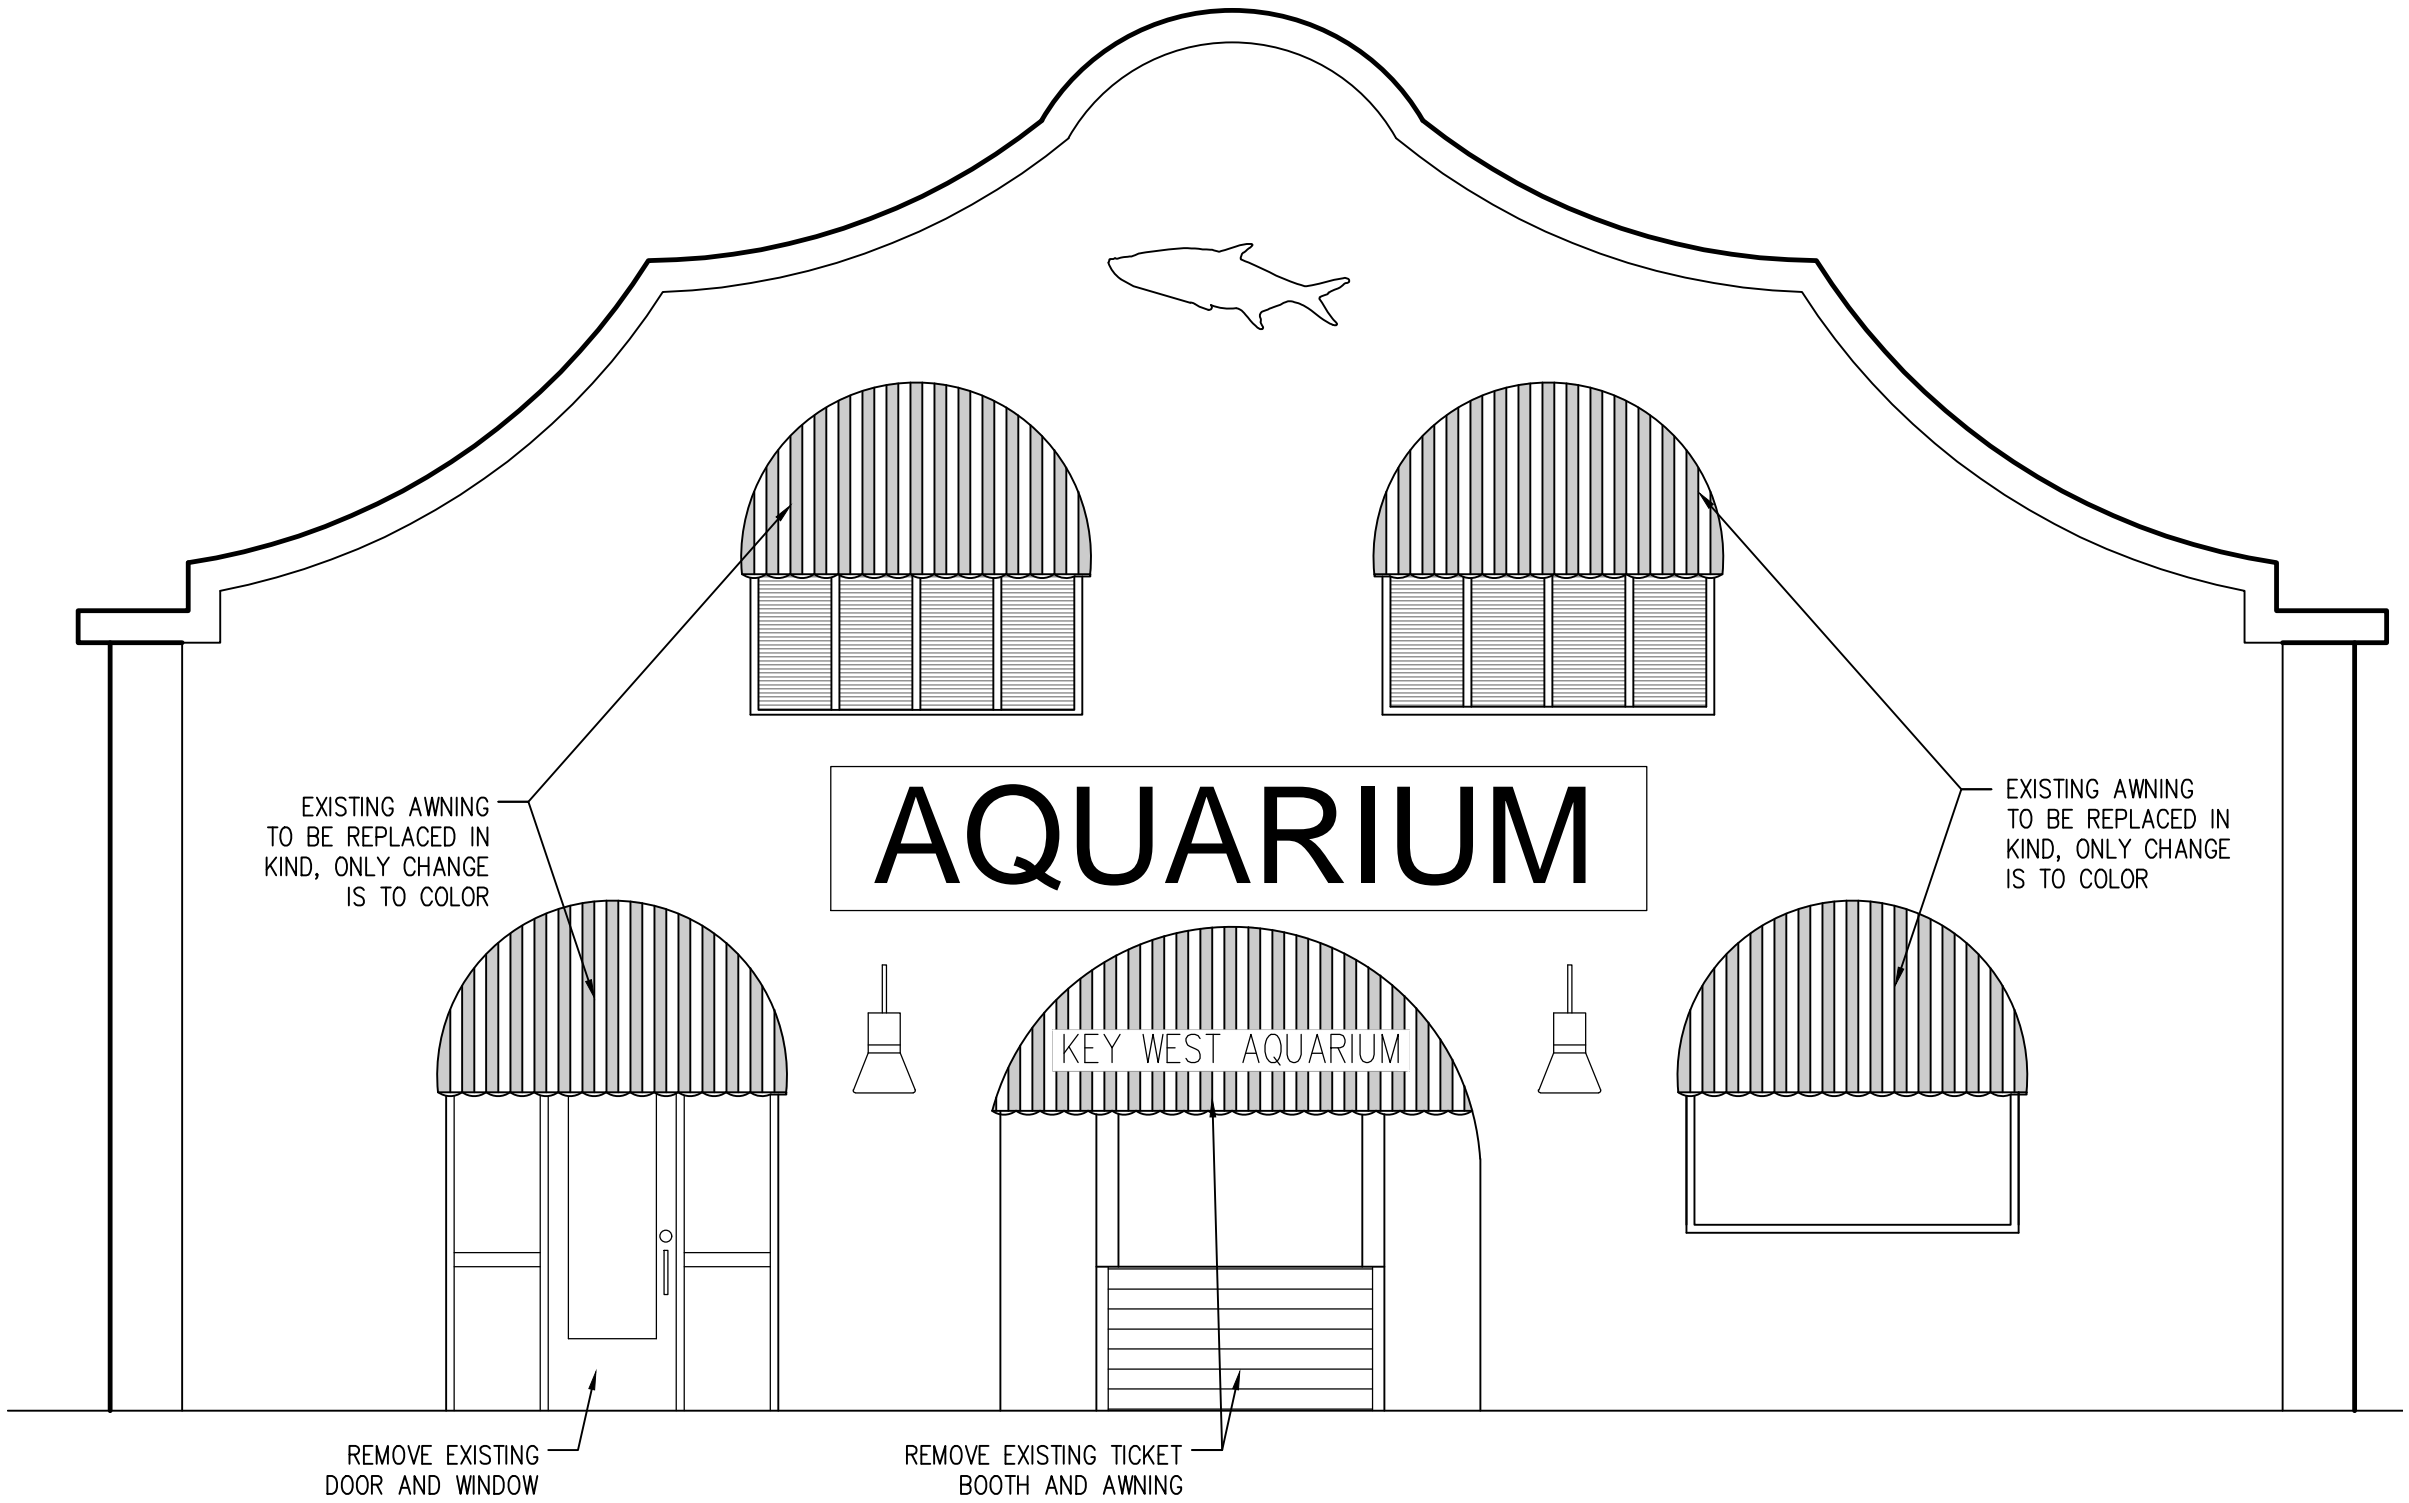 EXISTING AWNING
TO BE REPLACED IN
KIND, ONLY CHANGE
IS TO COLOR
AQUARIUM
EXISTING AWNING
TO BE REPLACED IN
KIND, ONLY CHANGE
IS TO COLOR
KEY WEST AQUARIUM
REMOVE EXISTING
DOOR AND WINDOW
REMOVE EXISTING TICKET
BOOTH AND AWNING